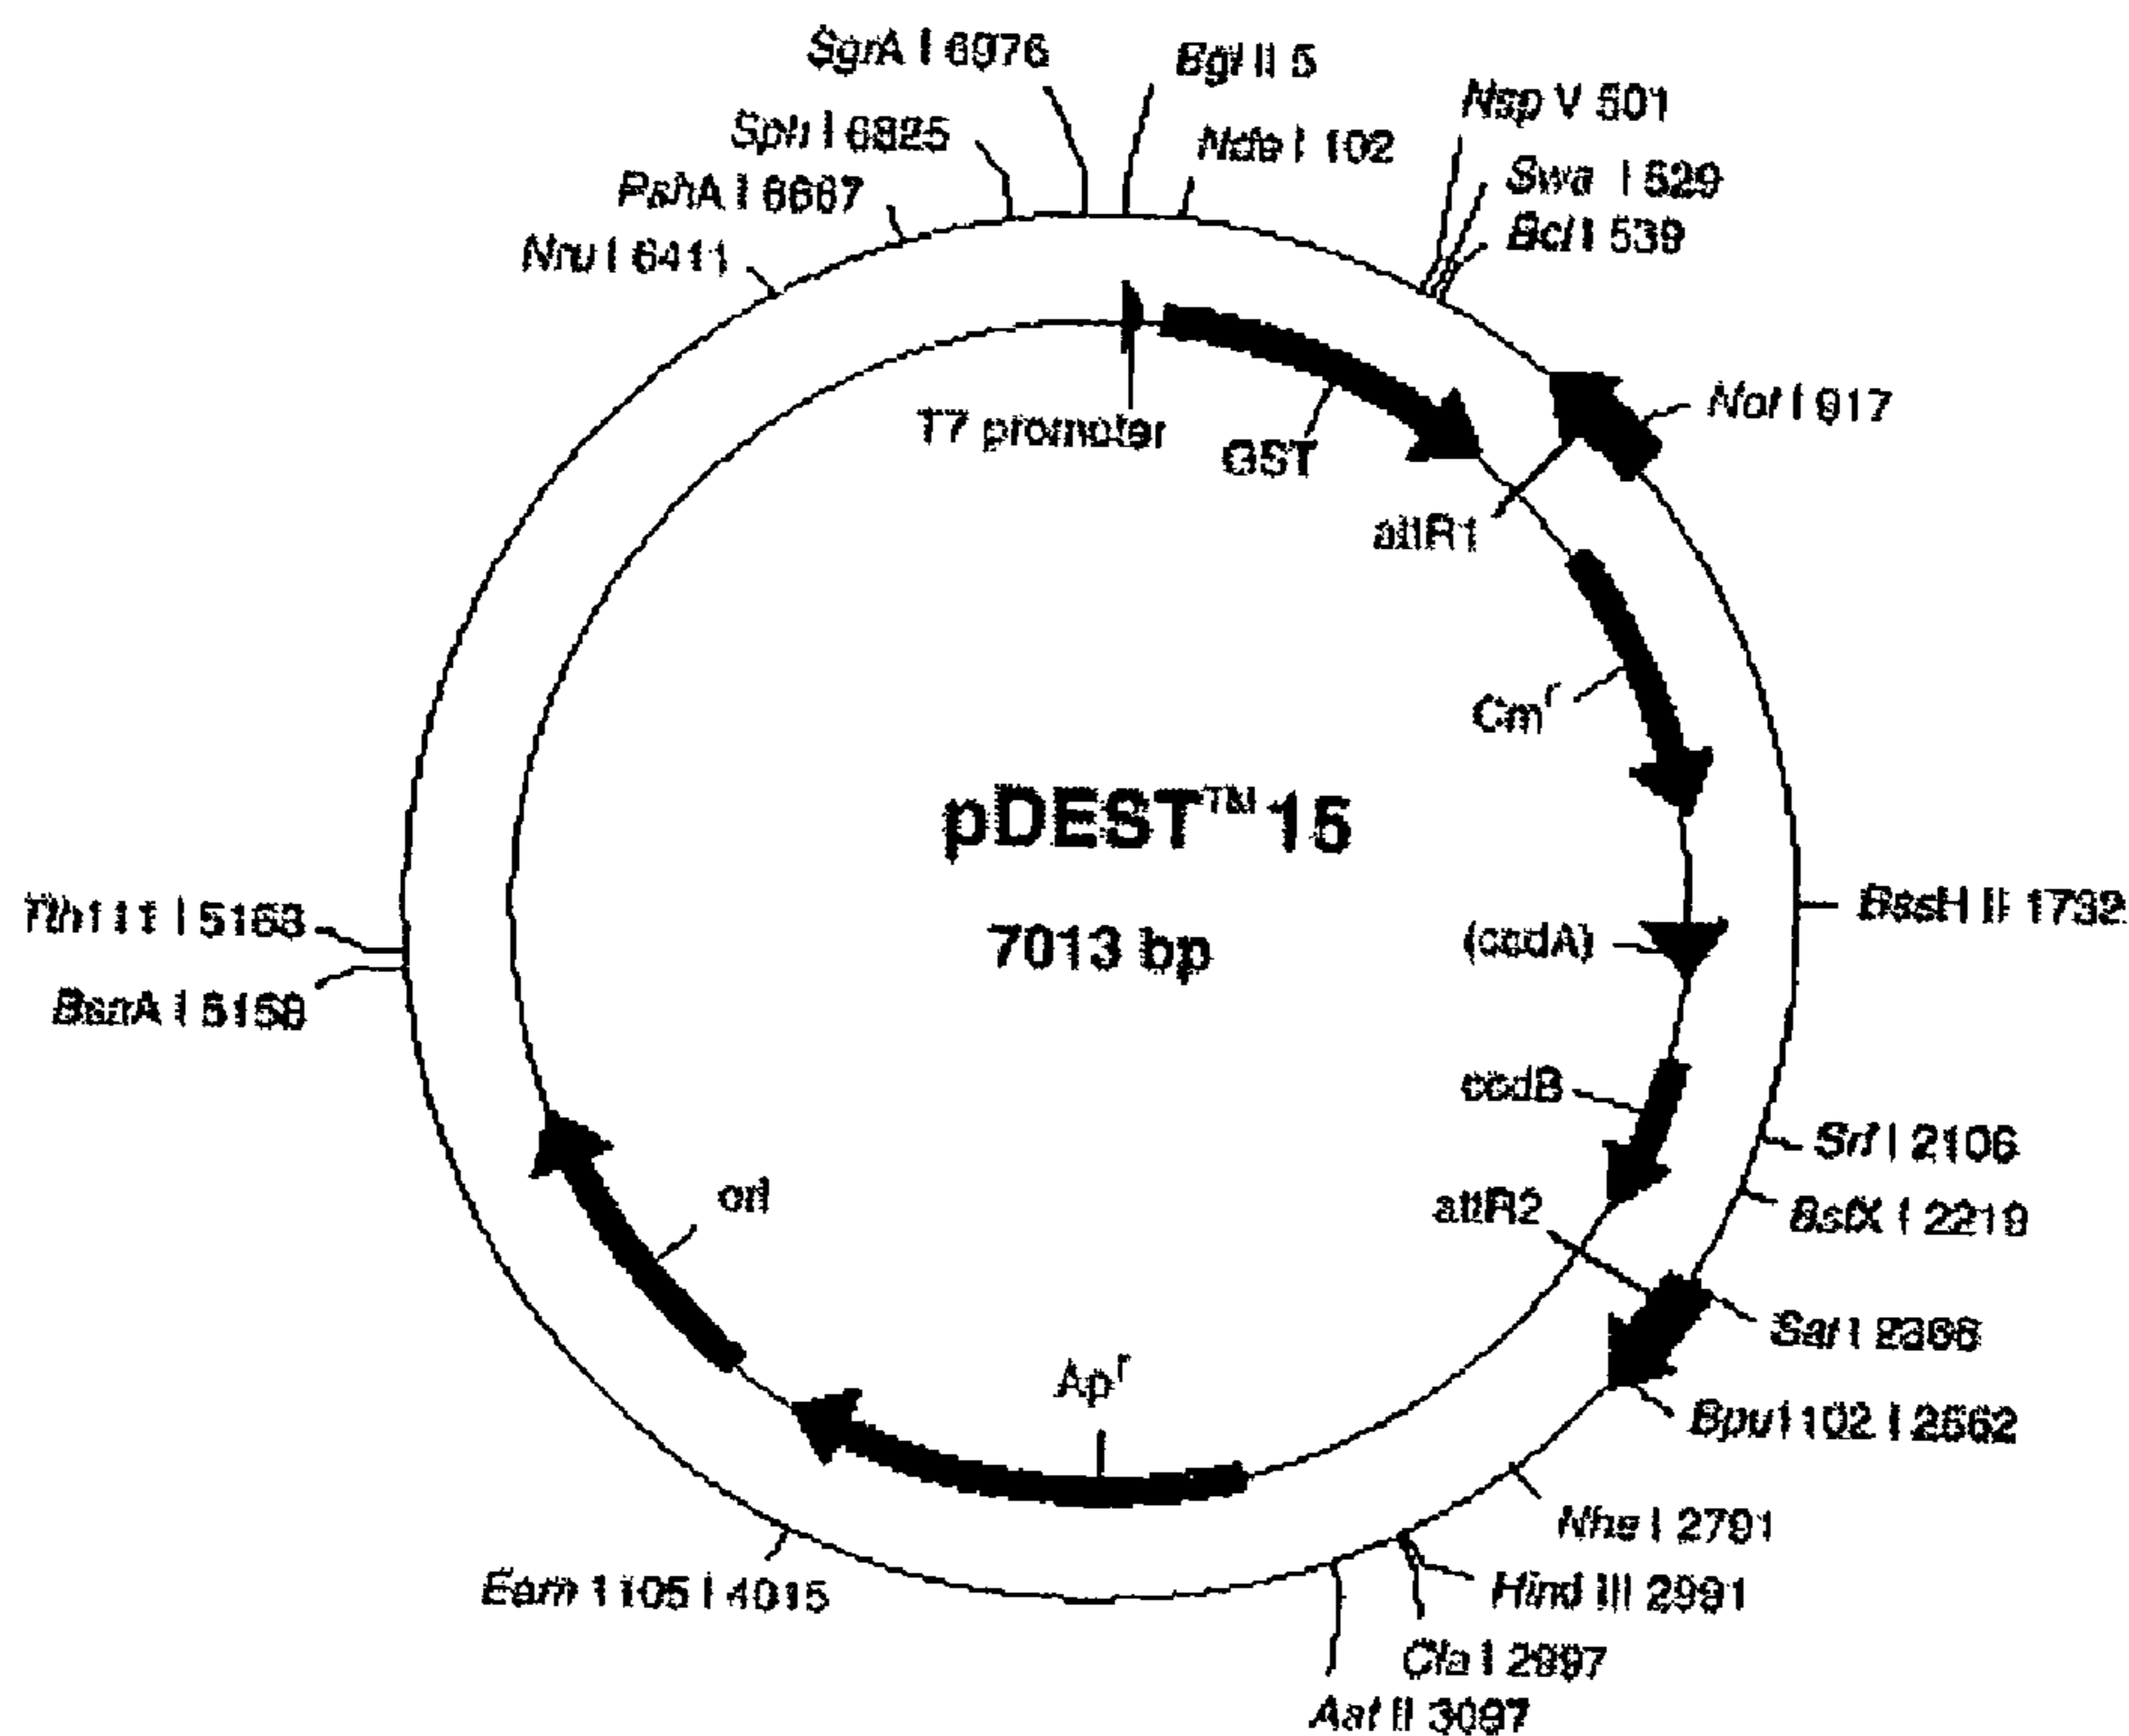 SgrA I 6976
Bgl II 5
Nsp V 501
Sph I 6825
Nde I 102
Swa I 529
PshA I 6667
Bcl I 539
Nru I 6411
Not I 917
T7 promoter
GST
attR1
Cmʳ
pDEST™15
7013 bp
BssH II 1732
Tth111 I 5163
(ccdA)
BsaA I
ccdB
Srf I 2106
ori
attR2
BstX I 2219
Sal I
Apʳ
Bpu1102 I 2562
Nhe I 2791
Eam 1105 I 4015
Hind III 2991
Cla I 2997
Aat II 3097